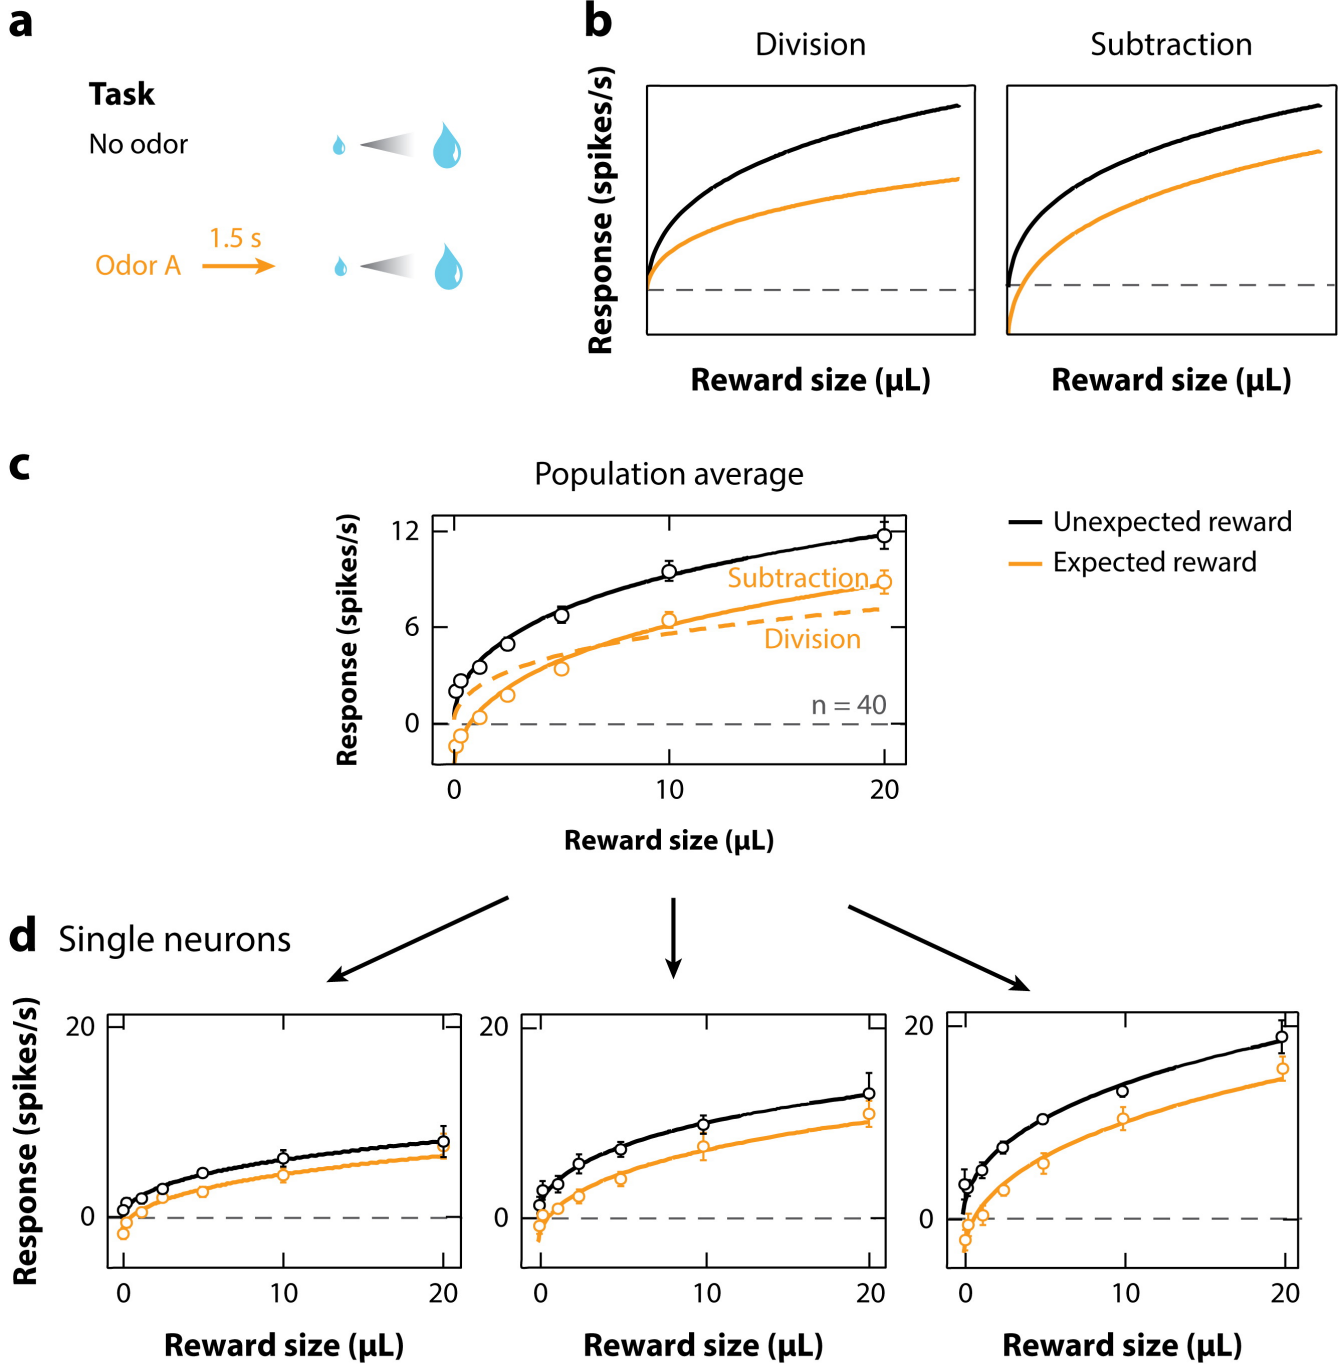 a
Task
No odor
1.5 s
Odor A
b
Division
Subtraction
Response (spikes/s)
Reward size (µL)
Reward size (µL)
c
Population average
Response (spikes/s)
12
6
0
Subtraction
Division
n = 40
0
10
20
Reward size (µL)
Unexpected reward
Expected reward
d Single neurons
Response (spikes/s)
20
10
0
0
10
20
Reward size (µL)
20
10
0
0
10
20
Reward size (µL)
20
10
0
0
10
20
Reward size (µL)